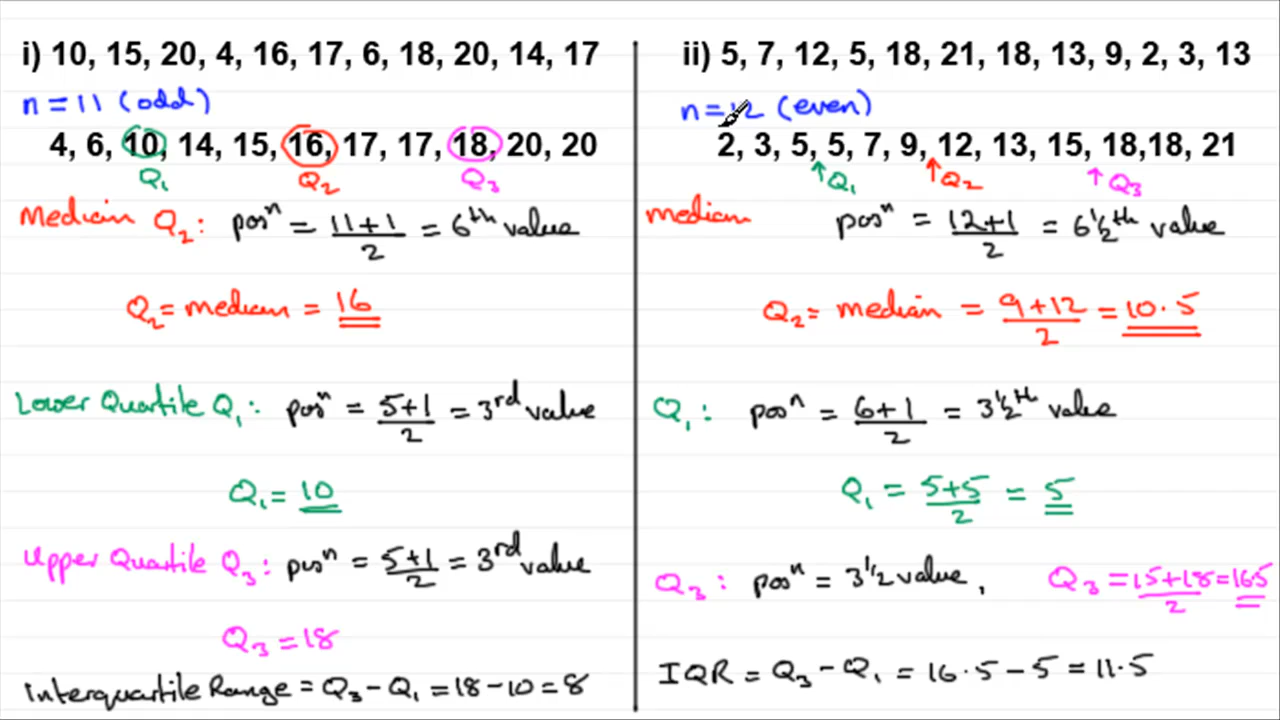 i) 10, 15, 20, 4, 16, 17, 6, 18, 20, 14, 17
n = 11 (odd)
4, 6, 10, 14, 15, 16, 17, 17, 18, 20, 20
Q₁ Q₂ Q₃
Median Q₂: posⁿ = 11+1/2 = 6th value
Q₂ = median = 16
Lower Quartile Q₁: posⁿ = 5+1/2 = 3rd value
Q₁ = 10
Upper Quartile Q₃: posⁿ = 5+1/2 = 3rd value
Q₃ = 18
Interquartile Range = Q₃ - Q₁ = 18 - 10 = 8
ii) 5, 7, 12, 5, 18, 21, 18, 13, 9, 2, 3, 13
n = 12 (even)
2, 3, 5, 5, 7, 9, 12, 13, 15, 18,18, 21
↑Q₁ ↑Q₂ ↑Q₃
median posⁿ = 12+1/2 = 6½th value
Q₂ = median = 9+12/2 = 10.5
Q₁: posⁿ = 6+1/2 = 3½th value
Q₁ = 5+5/2 = 5
Q₃: posⁿ = 3½ value, Q₃ = 15+18/2 = 16.5
IQR = Q₃ - Q₁ = 16.5 - 5 = 11.5